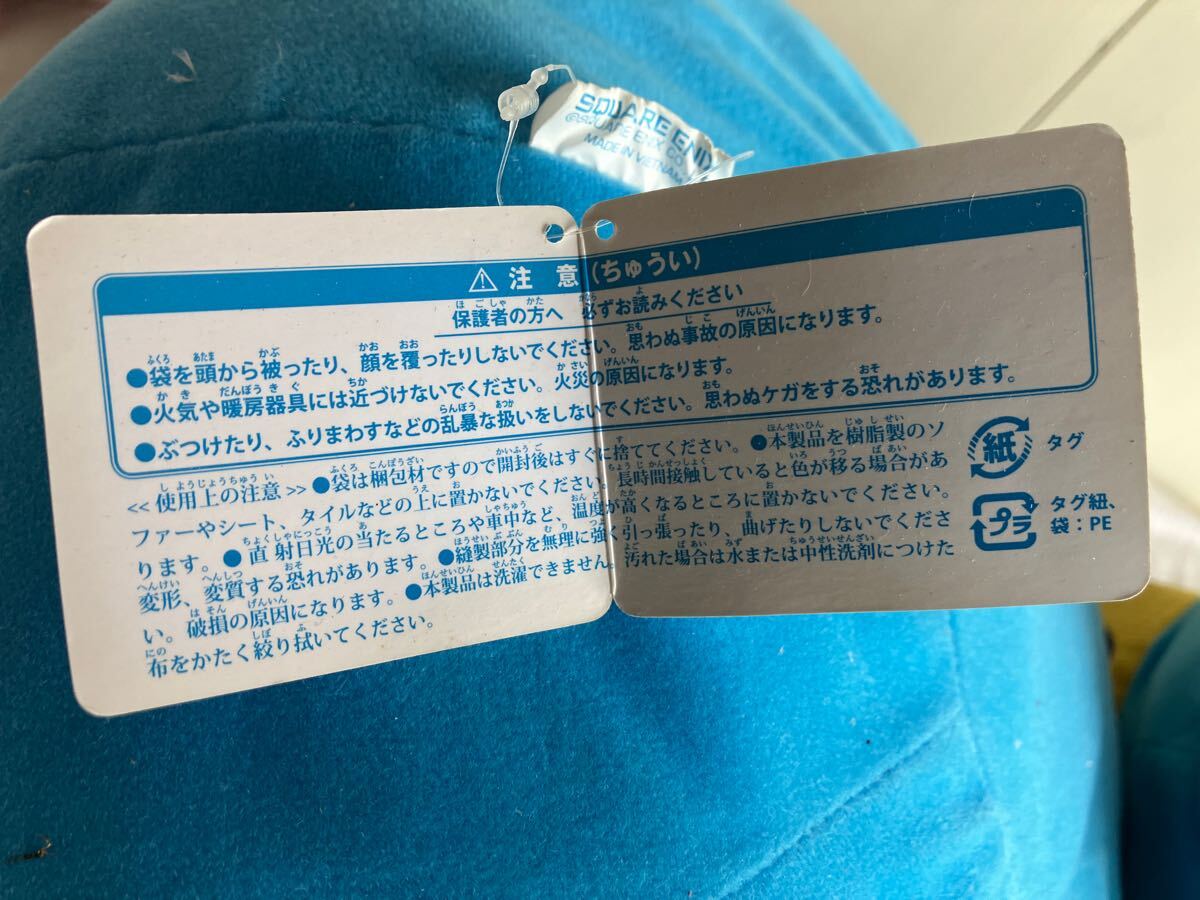 SQUARE ENI
©SQUARE ENIX CO.
MADE IN VIETNAM
⚠ 注 意 (ちゅうい)
保護者の方へ 必ずお読みください
●袋を頭から被ったり、顔を覆ったりしないでください。思わぬ事故の原因になります。
●火気や暖房器具には近づけないでください。火災の原因になります。
●ぶつけたり、ふりまわすなどの乱暴な扱いをしないでください。思わぬケガをする恐れがあります。
<< 使用上の注意 >> ●袋は梱包材ですので開封後はすぐに捨ててください。●本製品を樹脂製のソ
ファーやシート、タイルなどの上に置かないでください。長時間接触していると色が移る場合があ
ります。●直射日光の当たるところや車中など、温度が高くなるところに置かないでください。
変形、変質する恐れがあります。●縫製部分を無理に強く引っ張ったり、曲げたりしないでくださ
い。破損の原因になります。●本製品は洗濯できません。汚れた場合は水または中性洗剤につけた
布をかたく絞り拭いてください。
紙 タグ
プラ タグ紐、
袋:PE